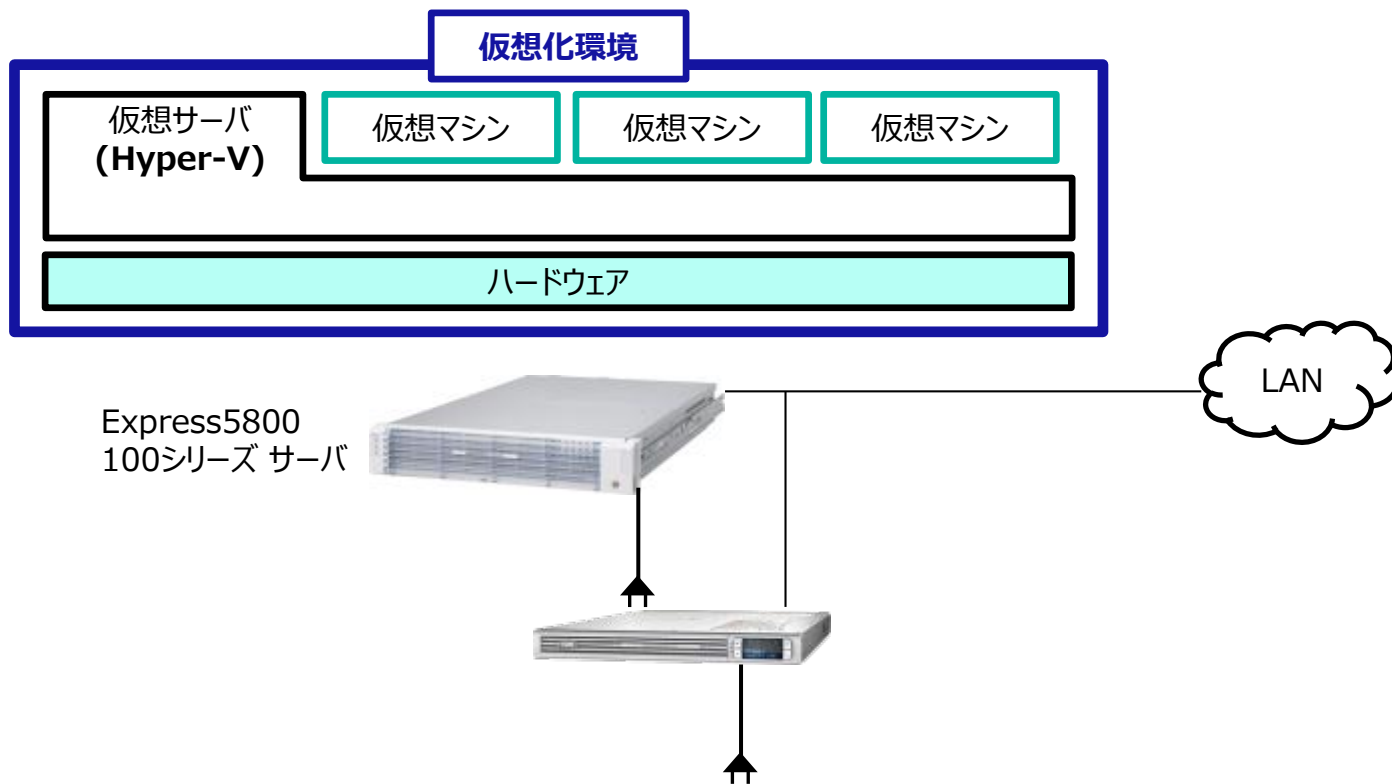 仮想化環境
仮想サーバ
(Hyper-V)
仮想マシン
仮想マシン
仮想マシン
ハードウェア
LAN
Express5800
100シリーズ サーバ